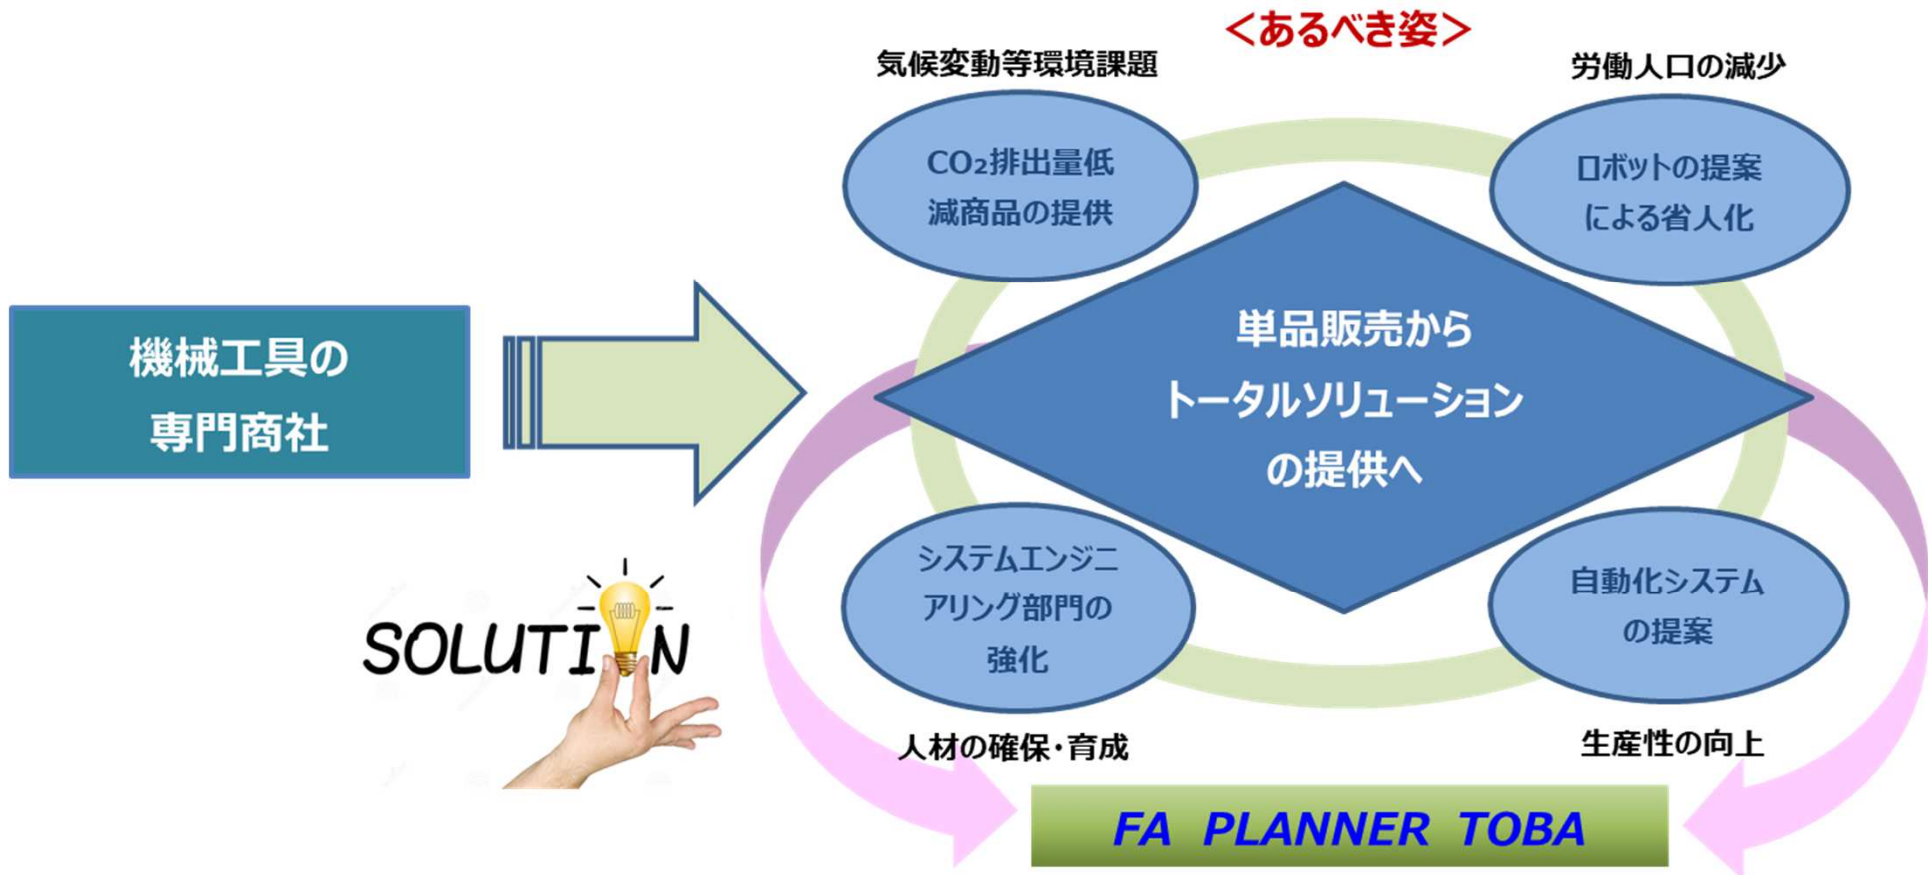 ＜あるべき姿＞
気候変動等環境課題
労働人口の減少
CO₂排出量低
減商品の提供
ロボットの提案
による省人化
機械工具の
専門商社
単品販売から
トータルソリューション
の提供へ
システムエンジニ
アリング部門の
強化
自動化システム
の提案
SOLUTION
人材の確保・育成
生産性の向上
FA PLANNER TOBA